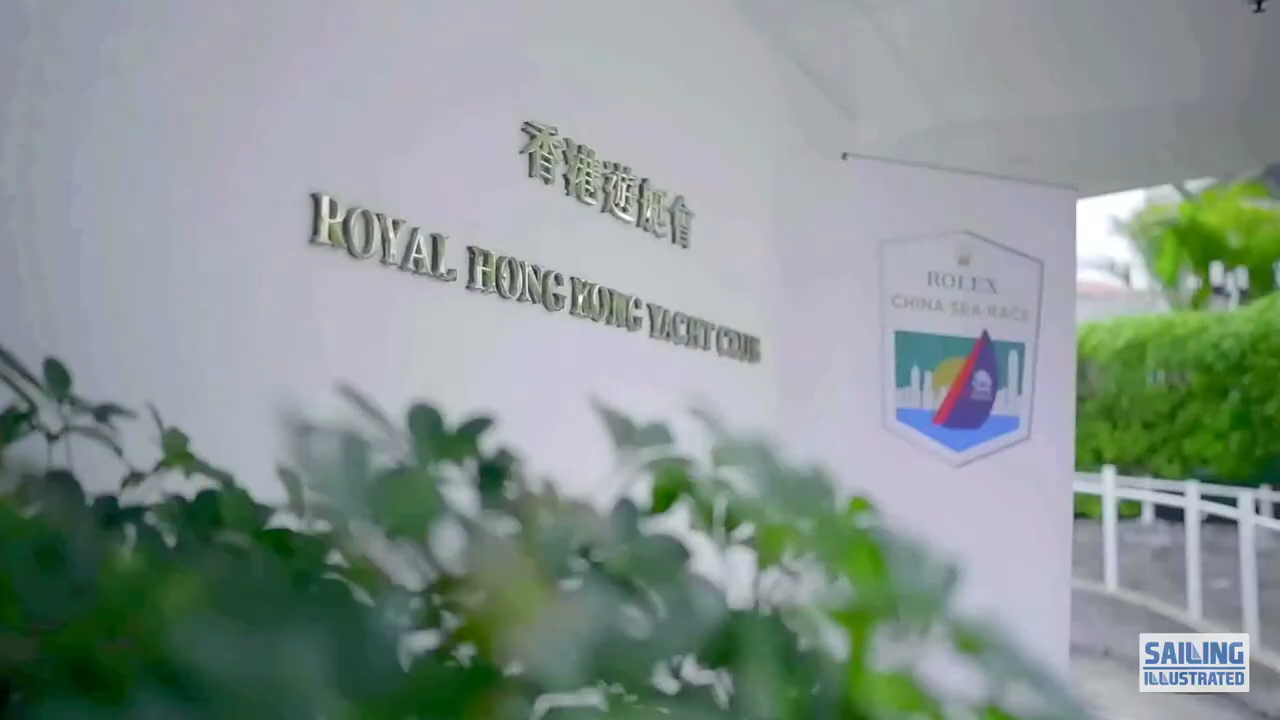 香港遊艇會
ROYAL HONG KONG YACHT CLUB
ROLEX
CHINA SEA RACE
SAILING
ILLUSTRATED